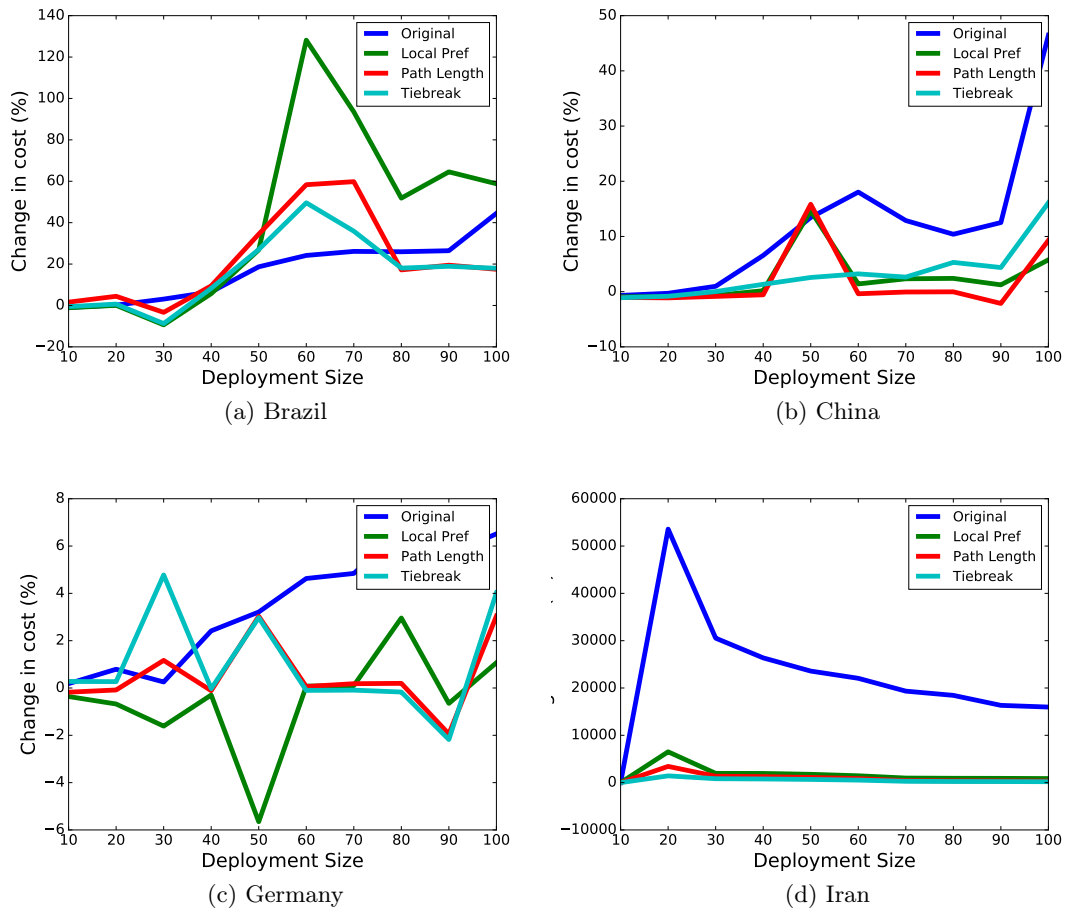 140
120
100
80
60
40
20
0
−20
Change in cost (%)
Original
Local Pref
Path Length
Tiebreak
10 20 30 40 50 60 70 80 90 100
Deployment Size
(a) Brazil
50
40
30
20
10
0
−10
Change in cost (%)
Original
Local Pref
Path Length
Tiebreak
10 20 30 40 50 60 70 80 90 100
Deployment Size
(b) China
8
6
4
2
0
−2
−4
−6
Change in cost (%)
Original
Local Pref
Path Length
Tiebreak
10 20 30 40 50 60 70 80 90 100
Deployment Size
(c) Germany
60000
50000
40000
30000
20000
10000
0
−10000
Original
Local Pref
Path Length
Tiebreak
10 20 30 40 50 60 70 80 90 100
Deployment Size
(d) Iran